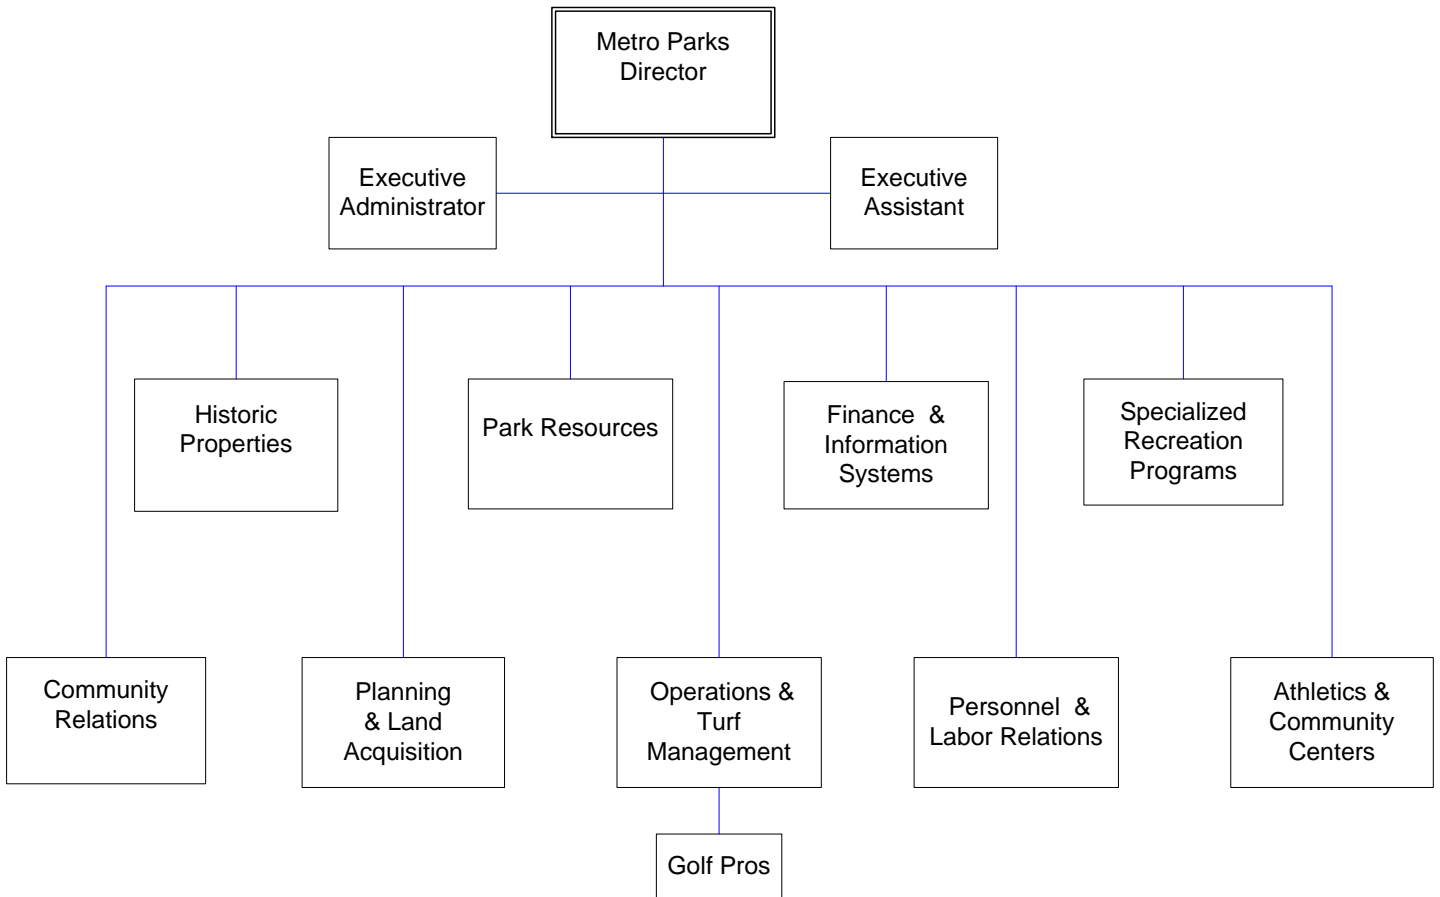 Metro Parks
Director
Executive
Administrator
Executive
Assistant
Historic
Properties
Park Resources
Finance  &
Information
Systems
Specialized
Recreation
Programs
Community
Relations
Planning
& Land
Acquisition
Operations &
Turf
Management
Personnel  &
Labor Relations
Athletics &
Community
Centers
Golf Pros